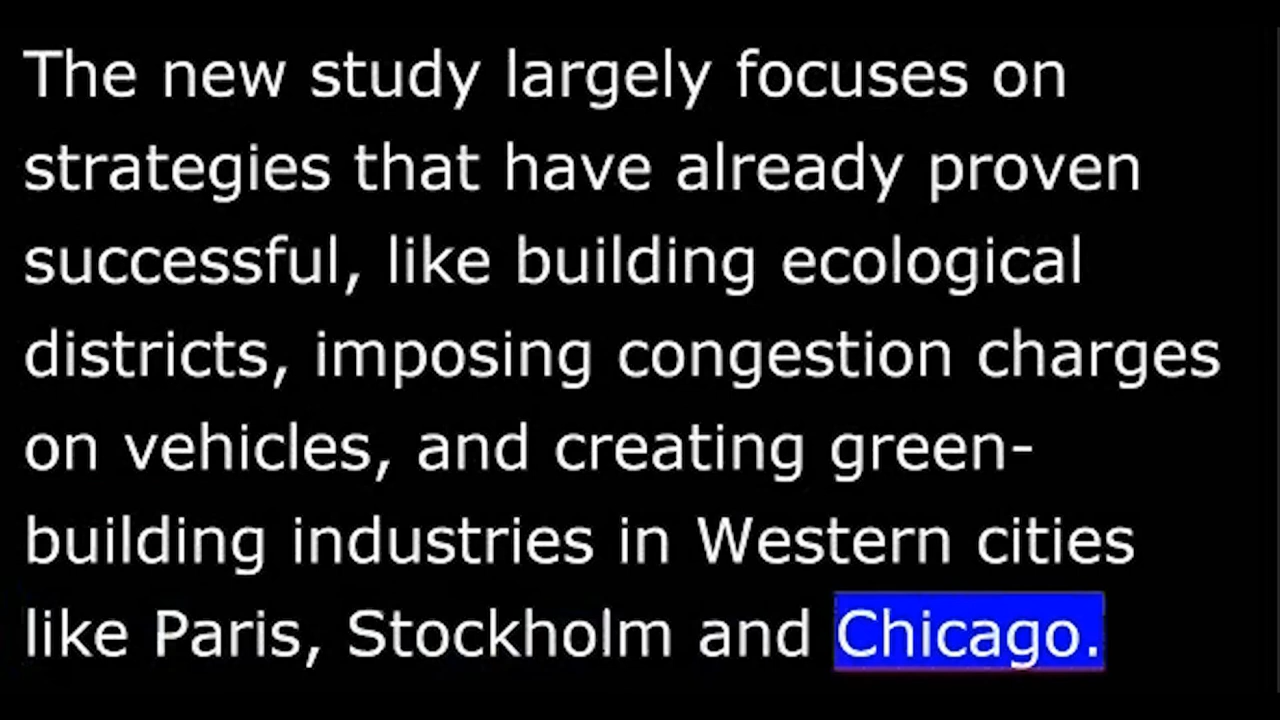 The new study largely focuses on
strategies that have already proven
successful, like building ecological
districts, imposing congestion charges
on vehicles, and creating green-
building industries in Western cities
like Paris, Stockholm and Chicago.